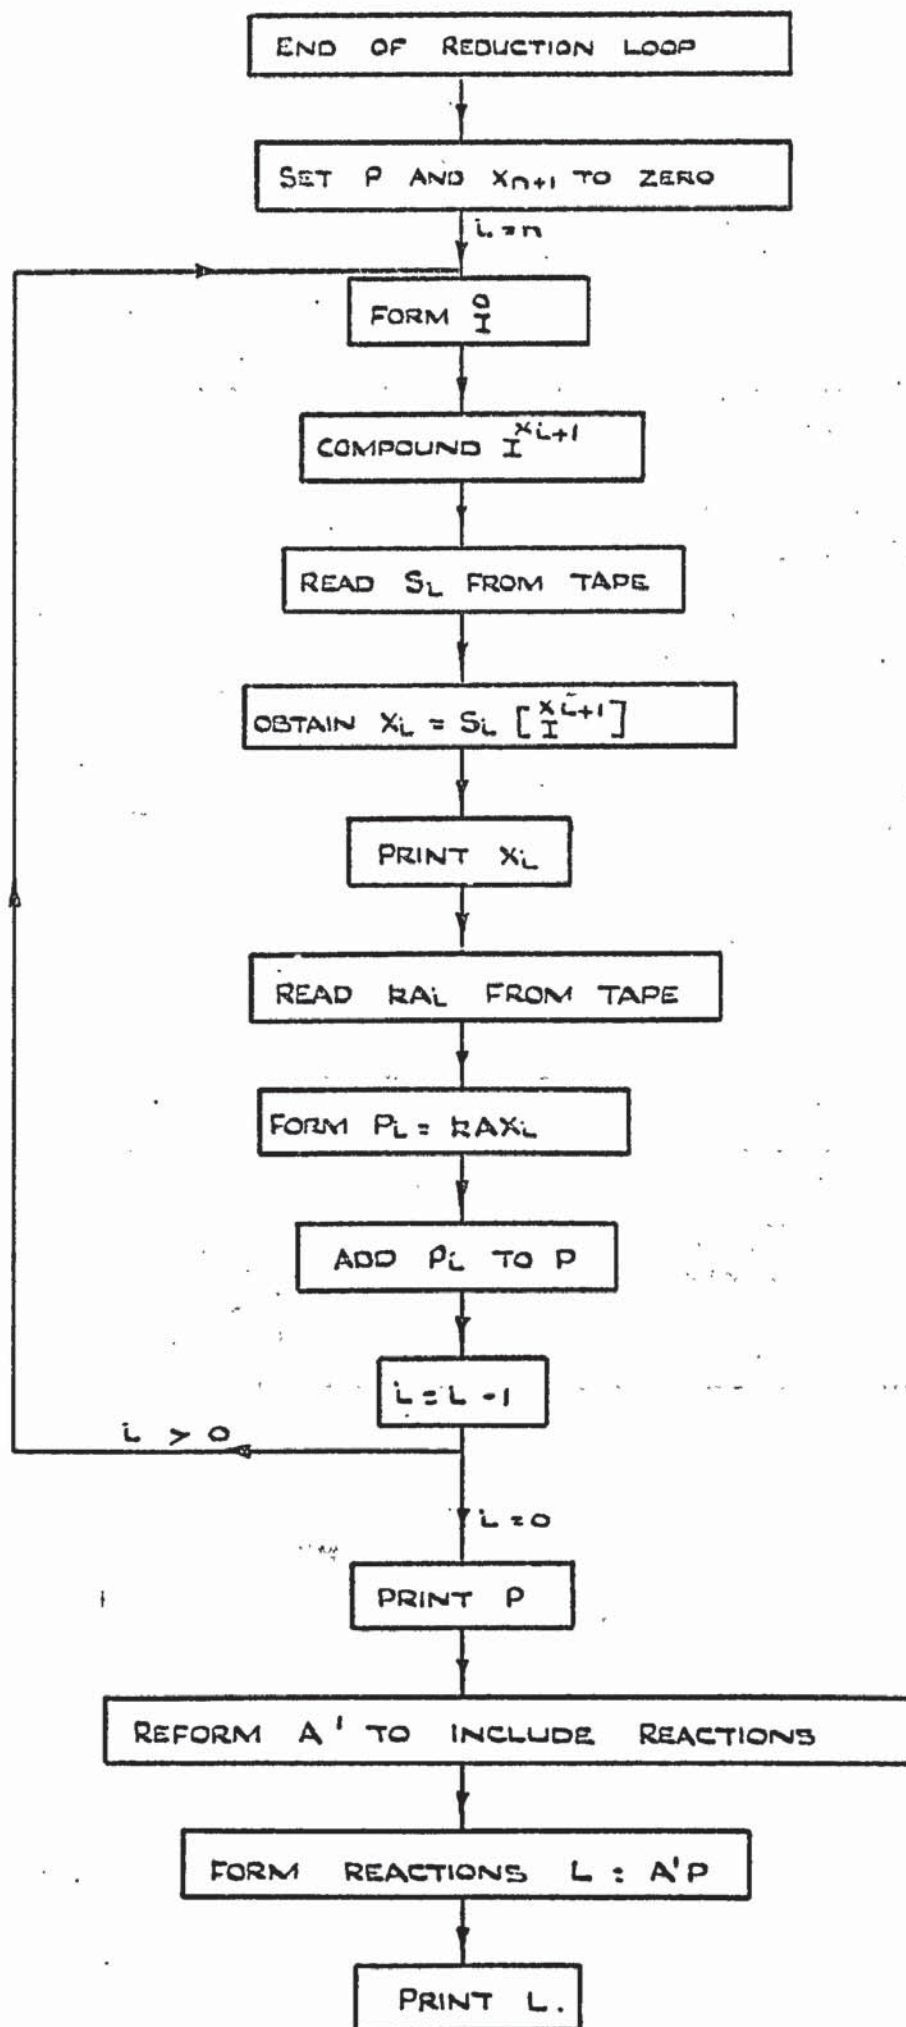 END OF REDUCTION LOOP
SET P AND Xn+1 TO ZERO
i = n
FORM O
I
COMPOUND I Xi+1
READ Si FROM TAPE
OBTAIN Xi = Si [Xi+1
I]
PRINT Xi
READ kAi FROM TAPE
FORM Pi = kAXi
ADD Pi TO P
i = i - 1
i > 0
i = 0
PRINT P
REFORM A' TO INCLUDE REACTIONS
FORM REACTIONS L = A'P
PRINT L.